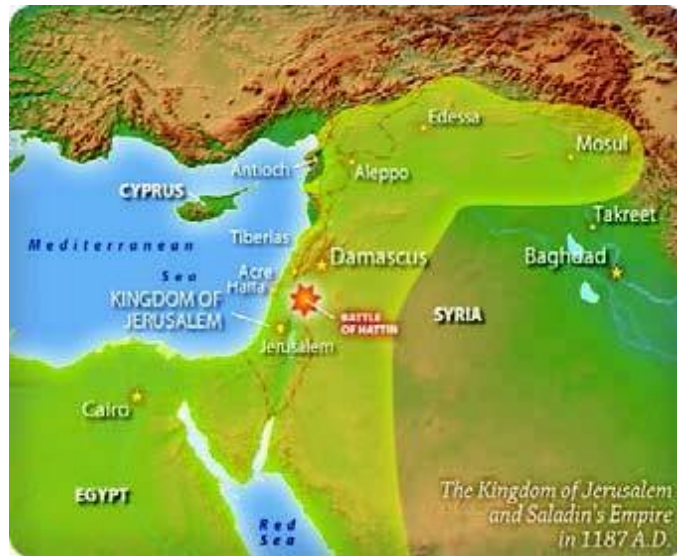 Edessa
Mosul
Antioch
Aleppo
CYPRUS
Takreet
Mediterranean
Sea
Tiberias
Damascus
Baghdad
Acre
Haifa
KINGDOM OF
JERUSALEM
BATTLE
OF HATTIN
SYRIA
Jerusalem
Cairo
EGYPT
Red
Sea
The Kingdom of Jerusalem
and Saladin's Empire
in 1187 A.D.